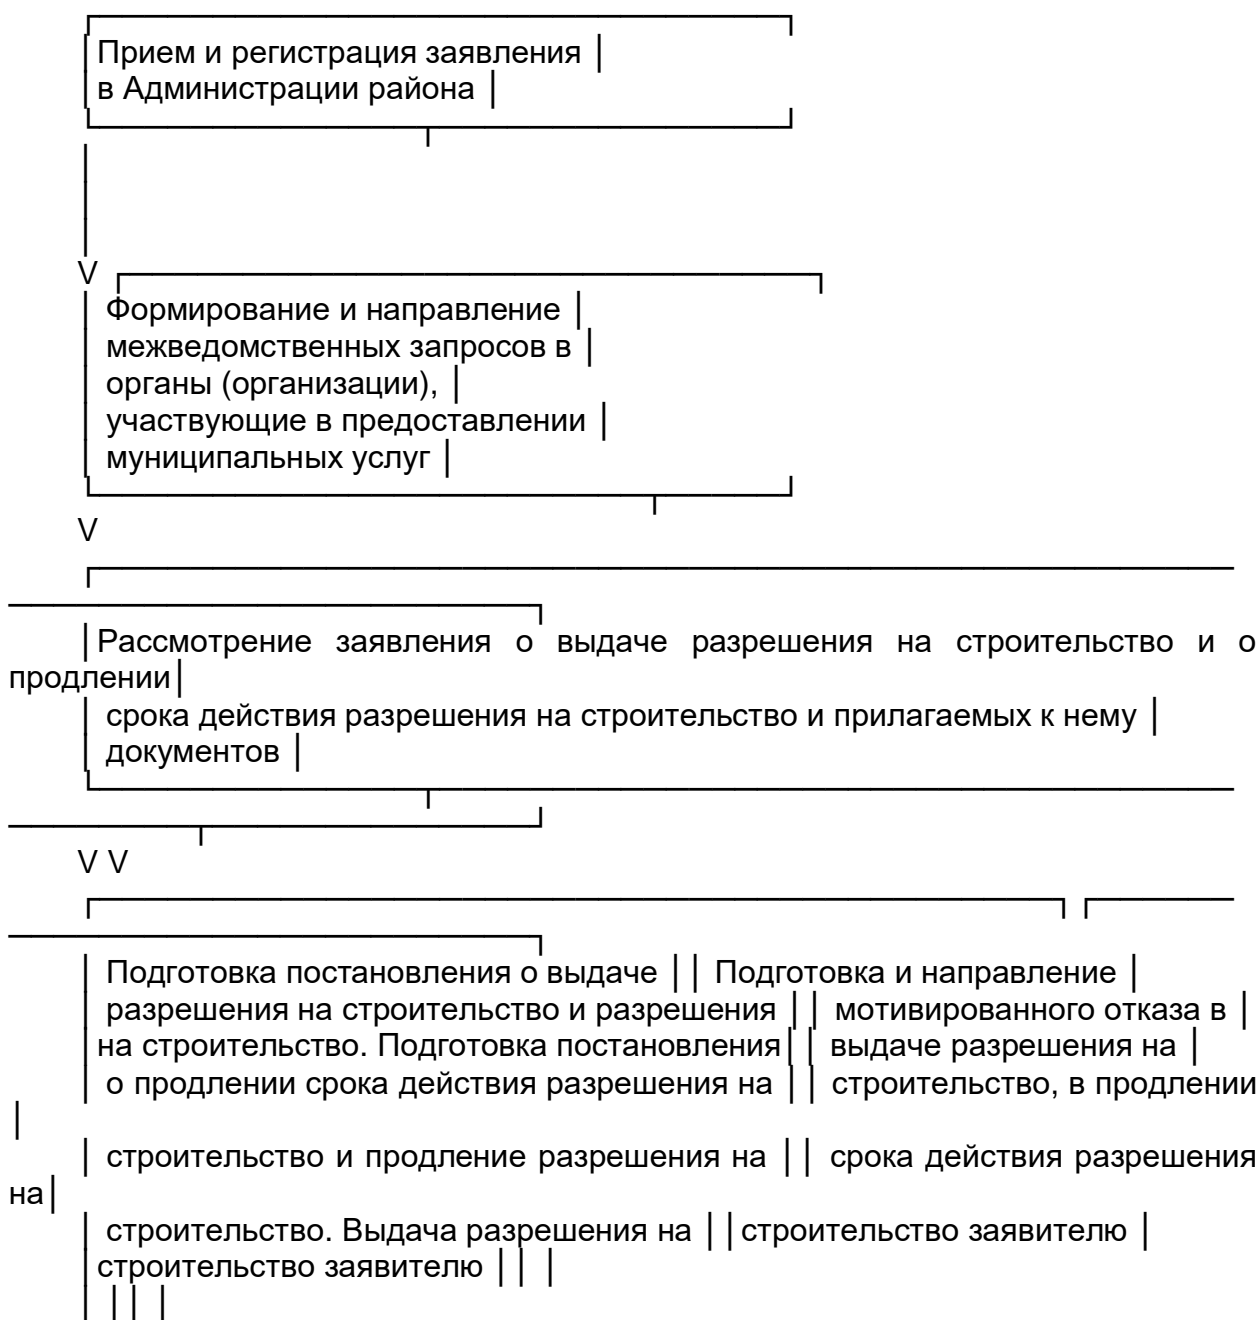 Прием и регистрация заявления
в Администрации района
V
Формирование и направление
межведомственных запросов в
органы (организации),
участвующие в предоставлении
муниципальных услуг
V
Рассмотрение заявления о выдаче разрешения на строительство и о
продлении
срока действия разрешения на строительство и прилагаемых к нему
документов
V V
Подготовка постановления о выдаче ││ Подготовка и направление
разрешения на строительство и разрешения ││ мотивированного отказа в
на строительство. Подготовка постановления││ выдаче разрешения на
о продлении срока действия разрешения на ││ строительство, в продлении
строительство и продление разрешения на ││ срока действия разрешения
на
строительство. Выдача разрешения на ││строительство заявителю
строительство заявителю